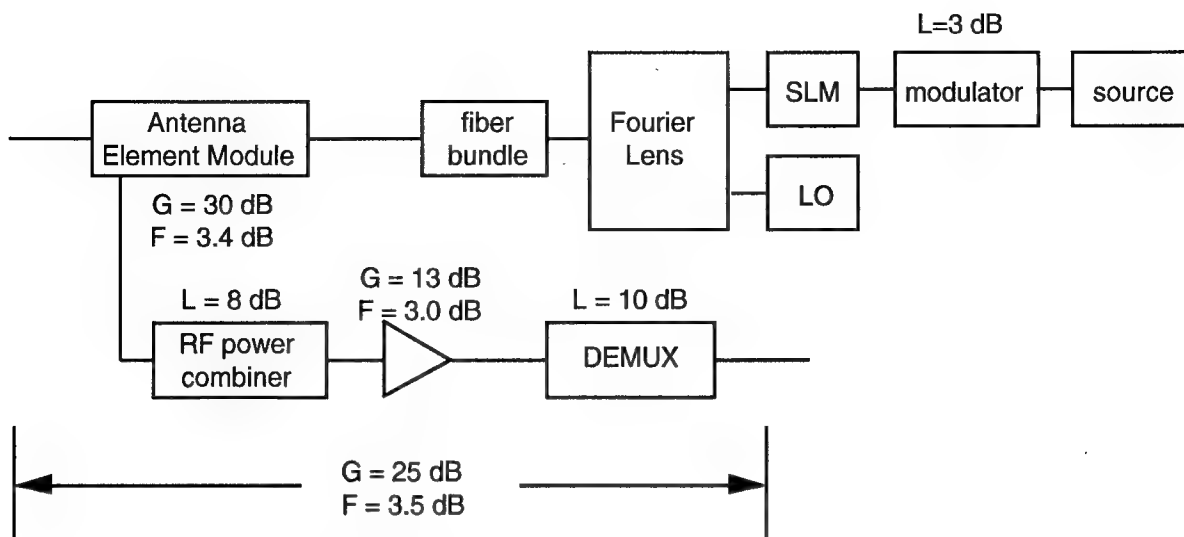 L=3 dB
Antenna
Element Module
fiber
bundle
Fourier
Lens
SLM
modulator
source
LO
G = 30 dB
F = 3.4 dB
L = 8 dB
G = 13 dB
F = 3.0 dB
L = 10 dB
RF power
combiner
DEMUX
G = 25 dB
F = 3.5 dB